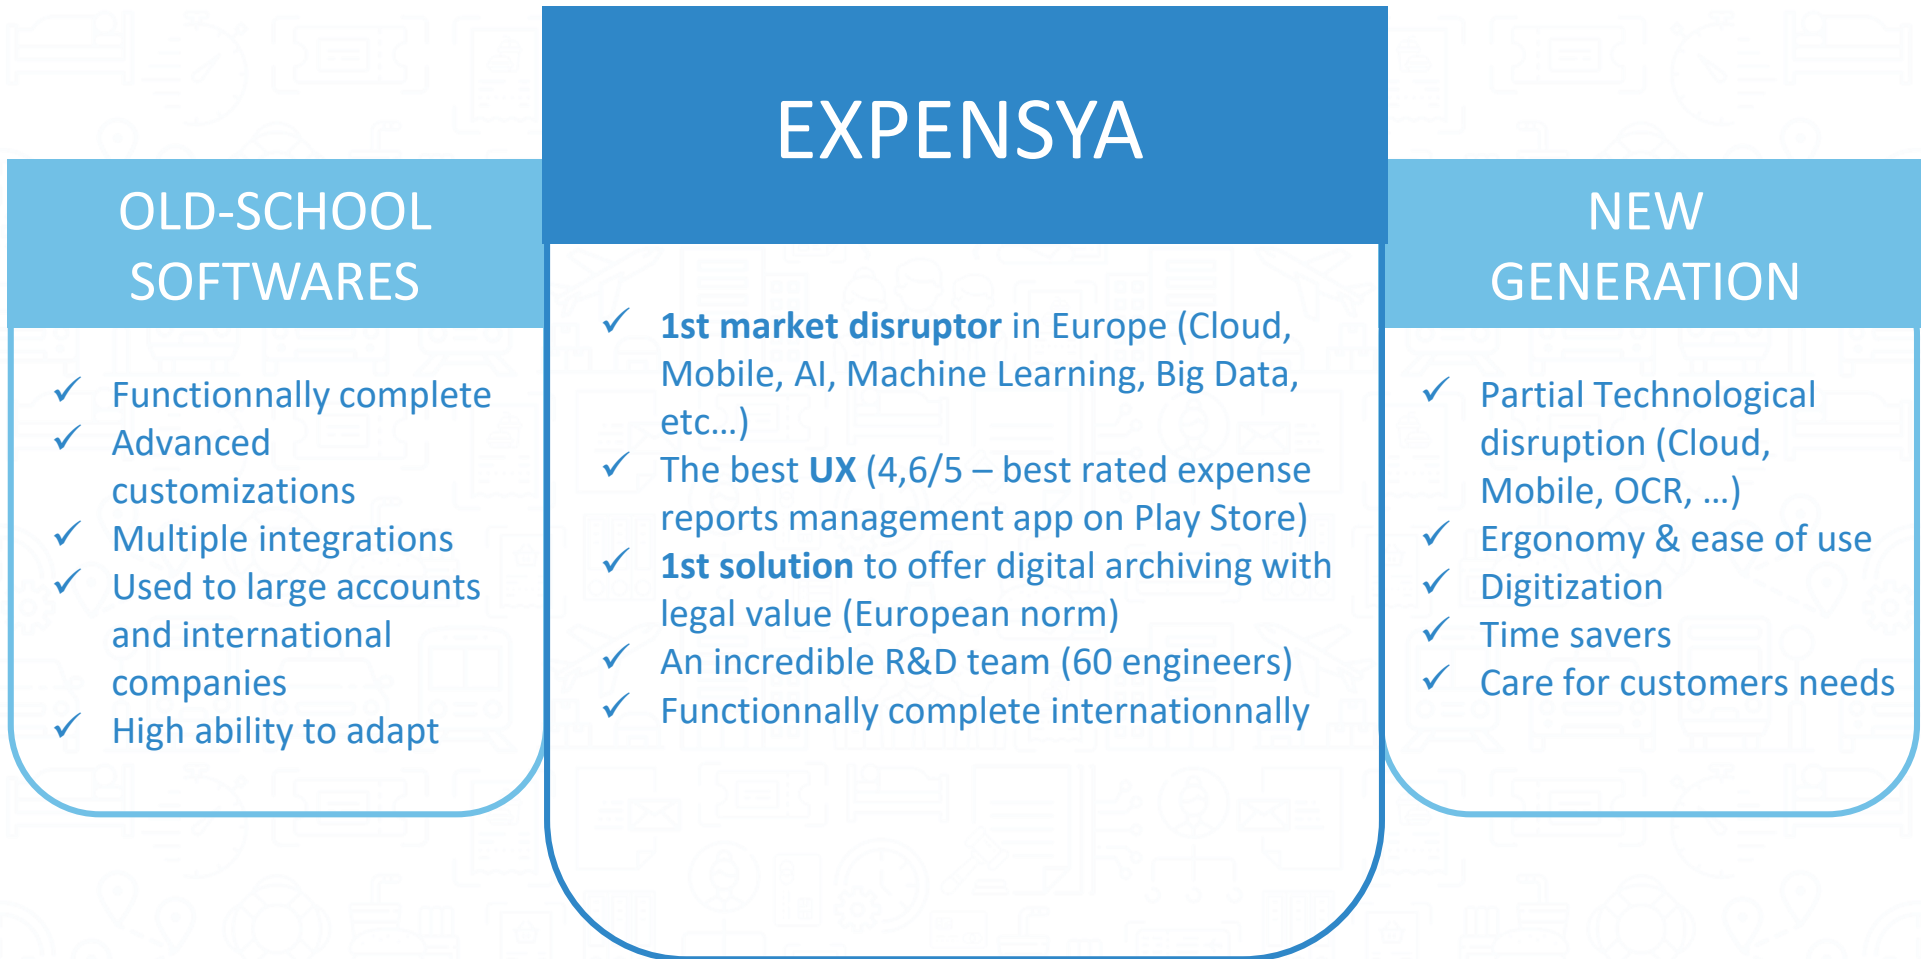 EXPENSYA
OLD-SCHOOL
SOFTWARES
✓ Functionnally complete
✓ Advanced
customizations
✓ Multiple integrations
✓ Used to large accounts
and international
companies
✓ High ability to adapt
✓ 1st market disruptor in Europe (Cloud,
Mobile, AI, Machine Learning, Big Data,
etc…)
✓ The best UX (4,6/5 – best rated expense
reports management app on Play Store)
✓ 1st solution to offer digital archiving with
legal value (European norm)
✓ An incredible R&D team (60 engineers)
✓ Functionnally complete internationnally
NEW
GENERATION
✓ Partial Technological
disruption (Cloud,
Mobile, OCR, …)
✓ Ergonomy & ease of use
✓ Digitization
✓ Time savers
✓ Care for customers needs